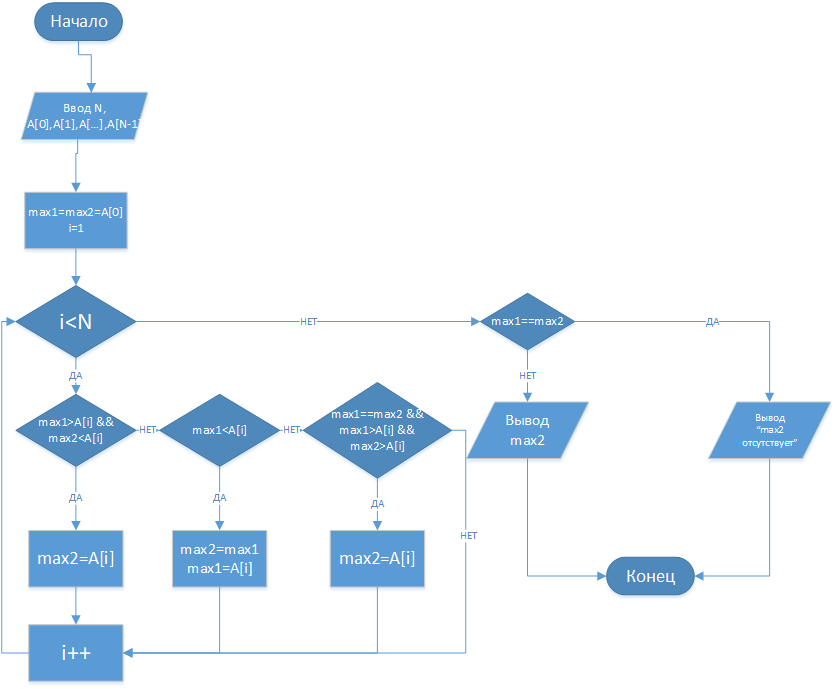 Начало
Ввод N,
A[0],A[1],A[...],A[N-1]
max1=max2=A[0]
i=1
i<N
НЕТ
max1==max2
ДА
ДА
НЕТ
max1>A[i] &&
max2<A[i]
НЕТ
max1<A[i]
НЕТ
max1==max2 &&
max1>A[i] &&
max2>A[i]
Вывод
max2
Вывод
“max2
отсутствует”
ДА
ДА
ДА
НЕТ
max2=A[i]
max2=max1
max1=A[i]
max2=A[i]
Конец
i++